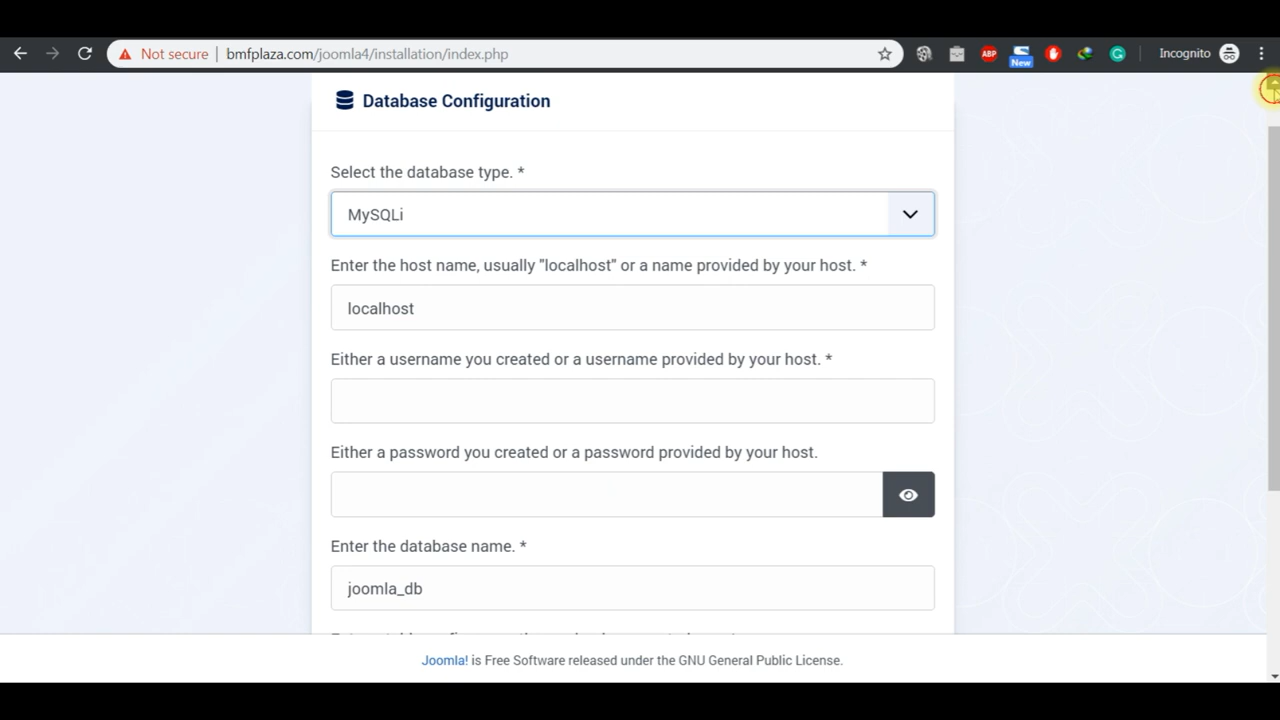 Not secure | bmfplaza.com/joomla4/installation/index.php
ABP
S
New
Incognito
Database Configuration
Select the database type. *
MySQLi
Enter the host name, usually "localhost" or a name provided by your host. *
localhost
Either a username you created or a username provided by your host. *
Either a password you created or a password provided by your host.
Enter the database name. *
joomla_db
Joomla! is Free Software released under the GNU General Public License.